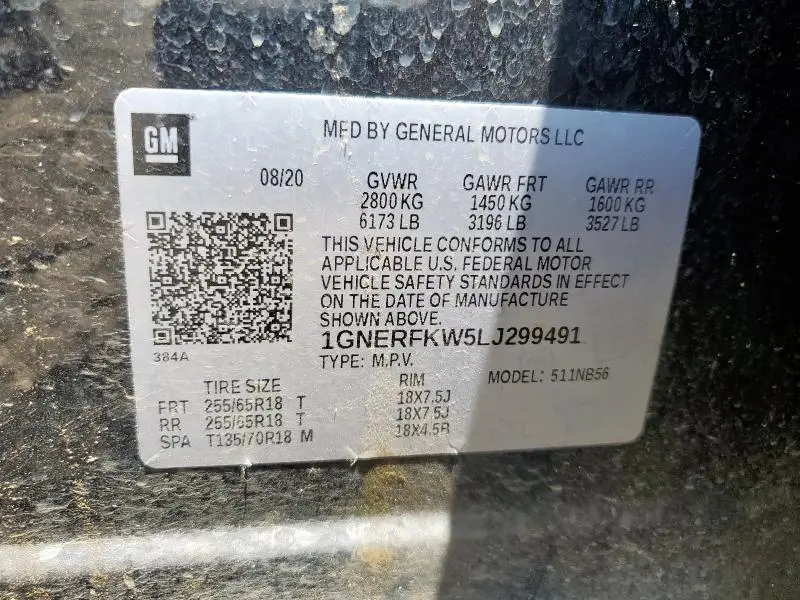 GM
MFD BY GENERAL MOTORS LLC
08/20 GVWR GAWR FRT GAWR RR
2800 KG 1450 KG 1600 KG
6173 LB 3196 LB 3527 LB
THIS VEHICLE CONFORMS TO ALL
APPLICABLE U.S. FEDERAL MOTOR
VEHICLE SAFETY STANDARDS IN EFFECT
ON THE DATE OF MANUFACTURE
SHOWN ABOVE.
1GNERFKW5LJ299491
384A
TYPE: M.P.V. MODEL: 511NB56
TIRE SIZE RIM
FRT 255/65R18 T 18X7.5J
RR 255/65R18 T 18X7.5J
SPA T135/70R18 M 18X4.5B